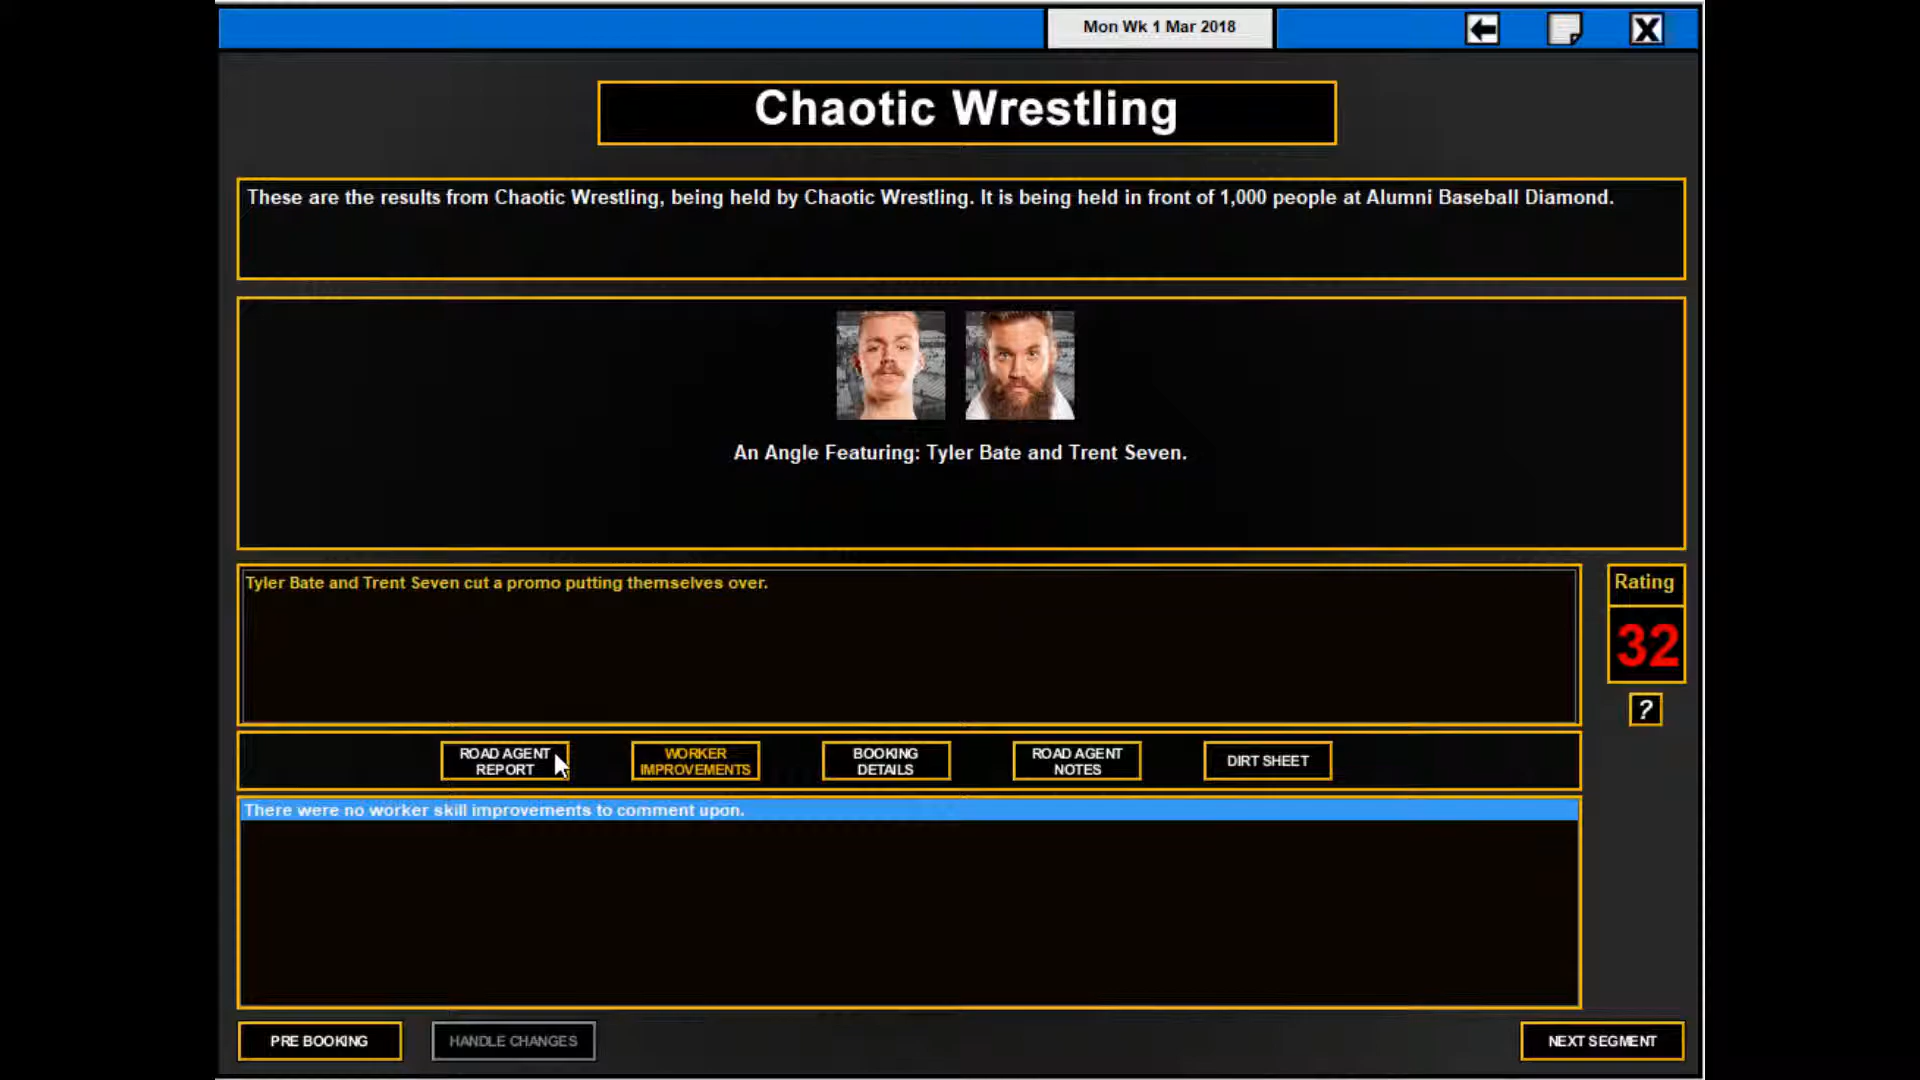 Mon Wk 1 Mar 2018
X
Chaotic Wrestling
These are the results from Chaotic Wrestling, being held by Chaotic Wrestling. It is being held in front of 1,000 people at Alumni Baseball Diamond.
An Angle Featuring: Tyler Bate and Trent Seven.
Tyler Bate and Trent Seven cut a promo putting themselves over.
Rating
32
?
ROAD AGENT
REPORT
WORKER
IMPROVEMENTS
BOOKING
DETAILS
ROAD AGENT
NOTES
DIRT SHEET
There were no worker skill improvements to comment upon.
PRE BOOKING
HANDLE CHANGES
NEXT SEGMENT